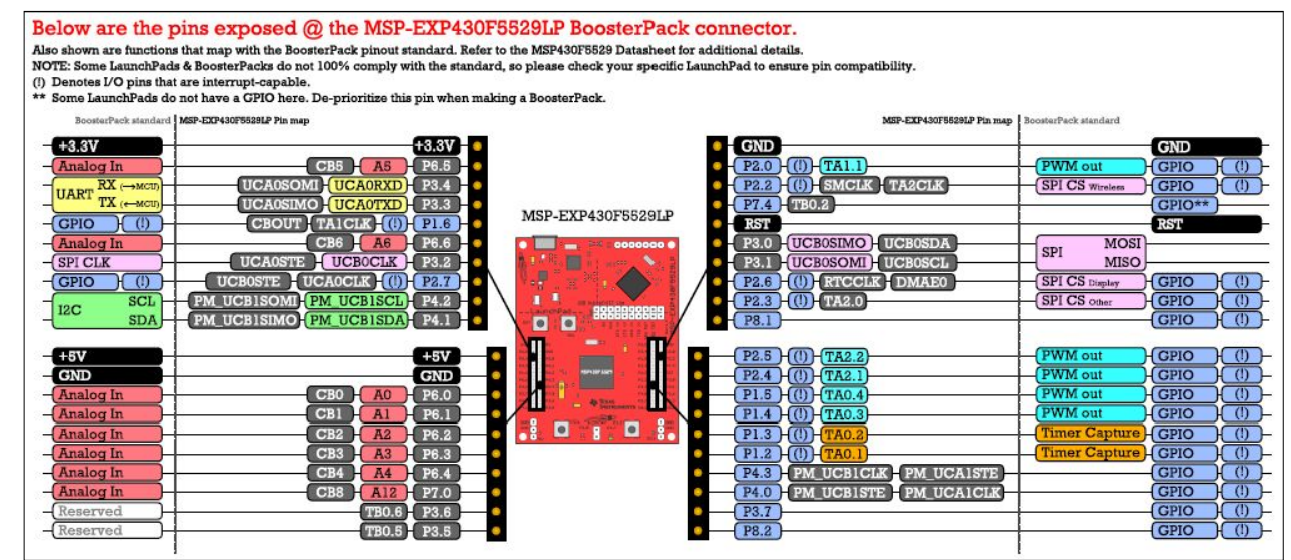 Below are the pins exposed @ the MSP-EXP430F5529LP BoosterPack connector.
Also shown are functions that map with the BoosterPack pinout standard. Refer to the MSP430F5529 Datasheet for additional details.
NOTE: Some LaunchPads & BoosterPacks do not 100% comply with the standard, so please check your specific LaunchPad to ensure pin compatibility.
(!) Denotes I/O pins that are interrupt-capable.
** Some LaunchPads do not have a GPIO here. De-prioritize this pin when making a BoosterPack.
BoosterPack standard MSP-EXP430F5529LP Pin map
+3.3V +3.3V
Analog In CB5 A5 P6.5
UART RX (→MCU) UCA0SOMI UCA0RXD P3.4
TX (←MCU) UCA0SIMO UCA0TXD P3.3
GPIO (!) CBOUT TA1CLK (!) P1.6
Analog In CB6 A6 P6.6
SPI CLK UCA0STE UCB0CLK P3.2
GPIO (!) UCB0STE UCA0CLK (!) P2.7
I2C SCL PM_UCB1SOMI PM_UCB1SCL P4.2
SDA PM_UCB1SIMO PM_UCB1SDA P4.1
+5V +5V
GND GND
Analog In CB0 A0 P6.0
Analog In CB1 A1 P6.1
Analog In CB2 A2 P6.2
Analog In CB3 A3 P6.3
Analog In CB4 A4 P6.4
Analog In CB8 A12 P7.0
Reserved TB0.6 P3.6
Reserved TB0.5 P3.5
MSP-EXP430F5529LP
LaunchPad
Texas
Instruments
MSP-EXP430F5529LP Pin map BoosterPack standard
GND GND
P2.0 (!) TA1.1 PWM out GPIO (!)
P2.2 (!) SMCLK TA2CLK SPI CS Wireless GPIO (!)
P7.4 TB0.2 GPIO**
RST RST
P3.0 UCB0SIMO UCB0SDA SPI MOSI
P3.1 UCB0SOMI UCB0SCL MISO
P2.6 (!) RTCCLK DMAE0 SPI CS Display GPIO (!)
P2.3 (!) TA2.0 SPI CS Other GPIO (!)
P8.1 GPIO (!)
P2.5 (!) TA2.2 PWM out GPIO (!)
P2.4 (!) TA2.1 PWM out GPIO (!)
P1.5 (!) TA0.4 PWM out GPIO (!)
P1.4 (!) TA0.3 PWM out GPIO (!)
P1.3 (!) TA0.2 Timer Capture GPIO (!)
P1.2 (!) TA0.1 Timer Capture GPIO (!)
P4.3 PM_UCB1CLK PM_UCA1STE GPIO (!)
P4.0 PM_UCB1STE PM_UCA1CLK GPIO (!)
P3.7 GPIO (!)
P8.2 GPIO (!)